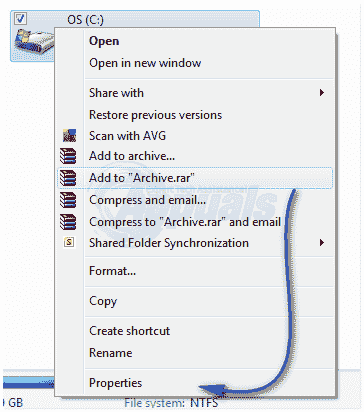 OS (C:)
Open
Open in new window
Share with
Restore previous versions
Scan with AVG
Add to archive...
Add to "Archive.rar"
Compress and email...
Compress to "Archive.rar" and email
Shared Folder Synchronization
Format...
Copy
Create shortcut
Rename
Properties
GB File system: NTFS